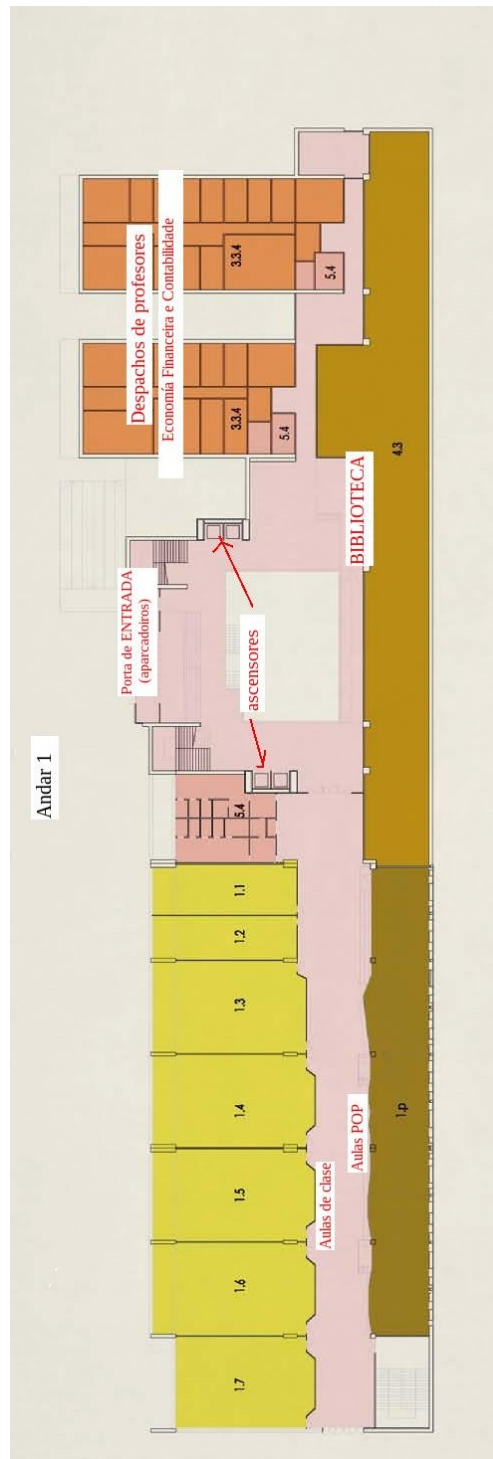 Andar 1
Despachos de profesores
Economía Financeira e Contabilidade
3.3.4
5.4
3.3.4
5.4
4.3
BIBLIOTECA
Porta de ENTRADA
(aparcadoiros)
ascensores
5.4
1.1
1.2
1.3
1.4
1.5
1.6
1.7
Aulas de clase
Aulas POP
1.p